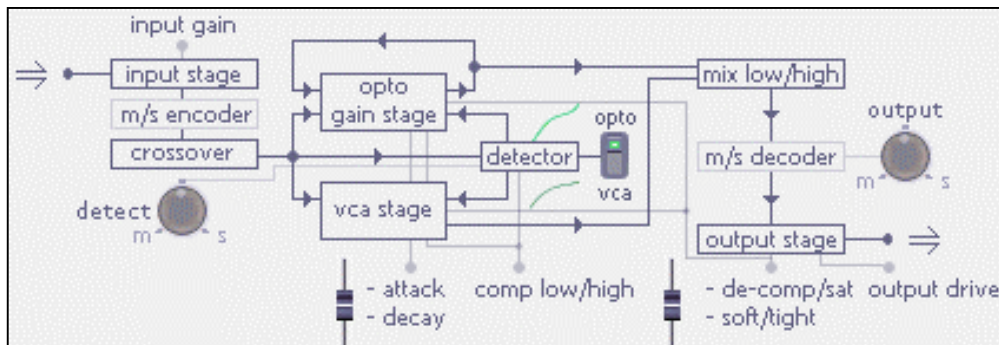 input gain
input stage
m/s encoder
crossover
detect
m
s
opto
gain stage
vca stage
detector
opto
vca
mix low/high
m/s decoder
output
m
s
output stage
- attack
- decay
comp low/high
- de-comp/sat
- soft/tight
output drive